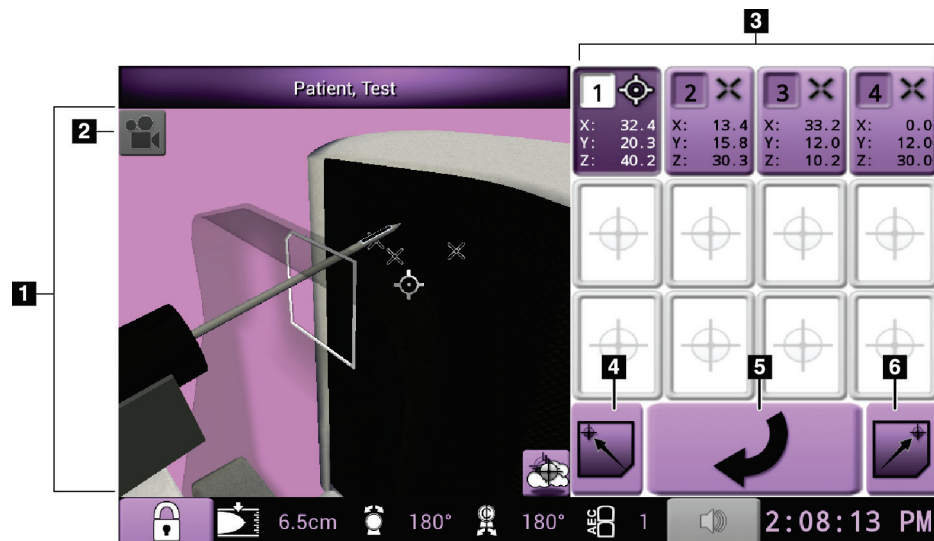 3
Patient, Test
1 2 3 4
X: 32.4 X: 13.4 X: 33.2 X: 0.0
Y: 20.3 Y: 15.8 Y: 12.0 Y: 12.0
Z: 40.2 Z: 30.3 Z: 10.2 Z: 30.0
2
1
4 5 6
6.5cm 180° C 180° AEC 1 2:08:13 PM